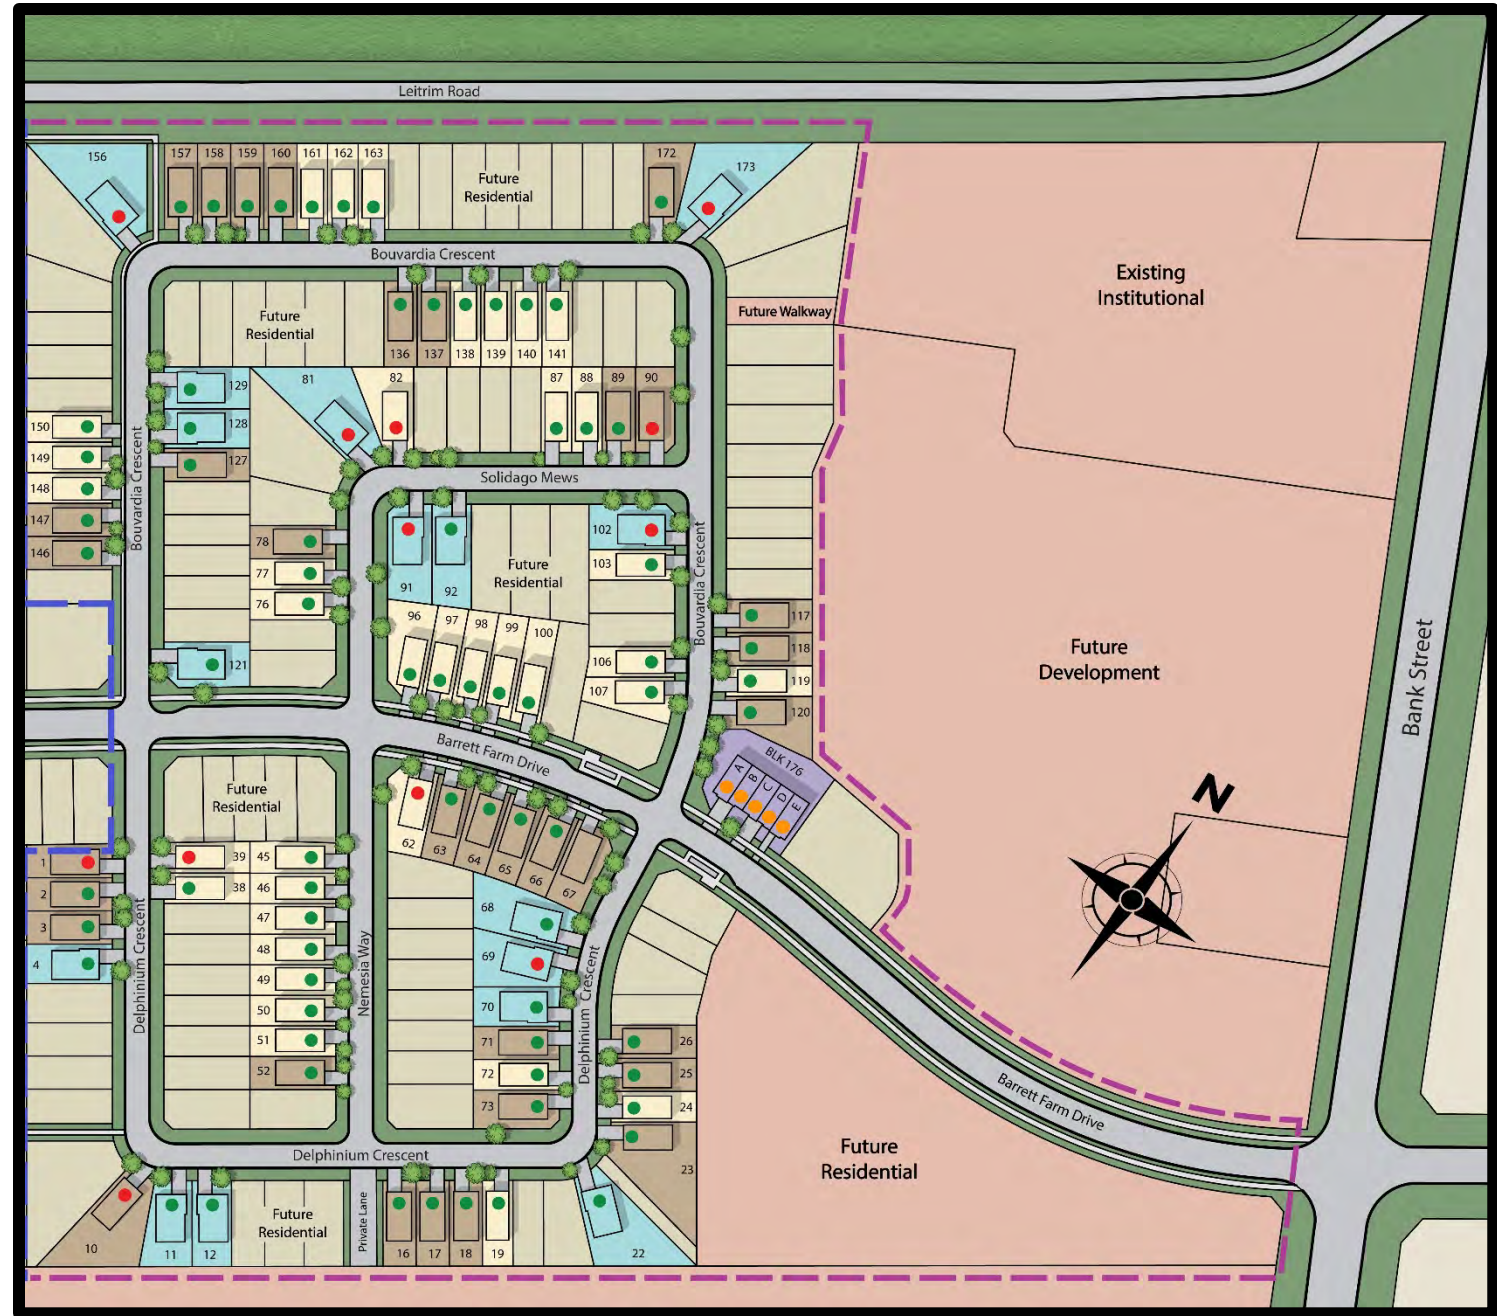 Leitrim Road
156
157
158
159
160
161
162
163
Future
Residential
172
173
Bouvardia Crescent
Existing
Institutional
Future
Residential
Future Walkway
136
137
138
139
140
141
129
81
82
87
88
89
90
128
150
149
127
148
147
146
Bouvardia Crescent
Solidago Mews
78
77
76
91
92
Future
Residential
102
103
Bouvardia Crescent
96
97
98
99
100
106
107
117
118
119
120
121
Future
Development
Bank Street
Barrett Farm Drive
BLK 176
A
B
C
D
E
N
Future
Residential
62
63
64
65
66
67
1
2
3
4
39
38
45
46
47
48
49
50
51
52
Delphinium Crescent
Nemesia Way
68
69
70
71
72
73
Delphinium Crescent
26
25
24
23
Barrett Farm Drive
Future
Residential
Delphinium Crescent
10
11
12
Future
Residential
Private Lane
16
17
18
19
22